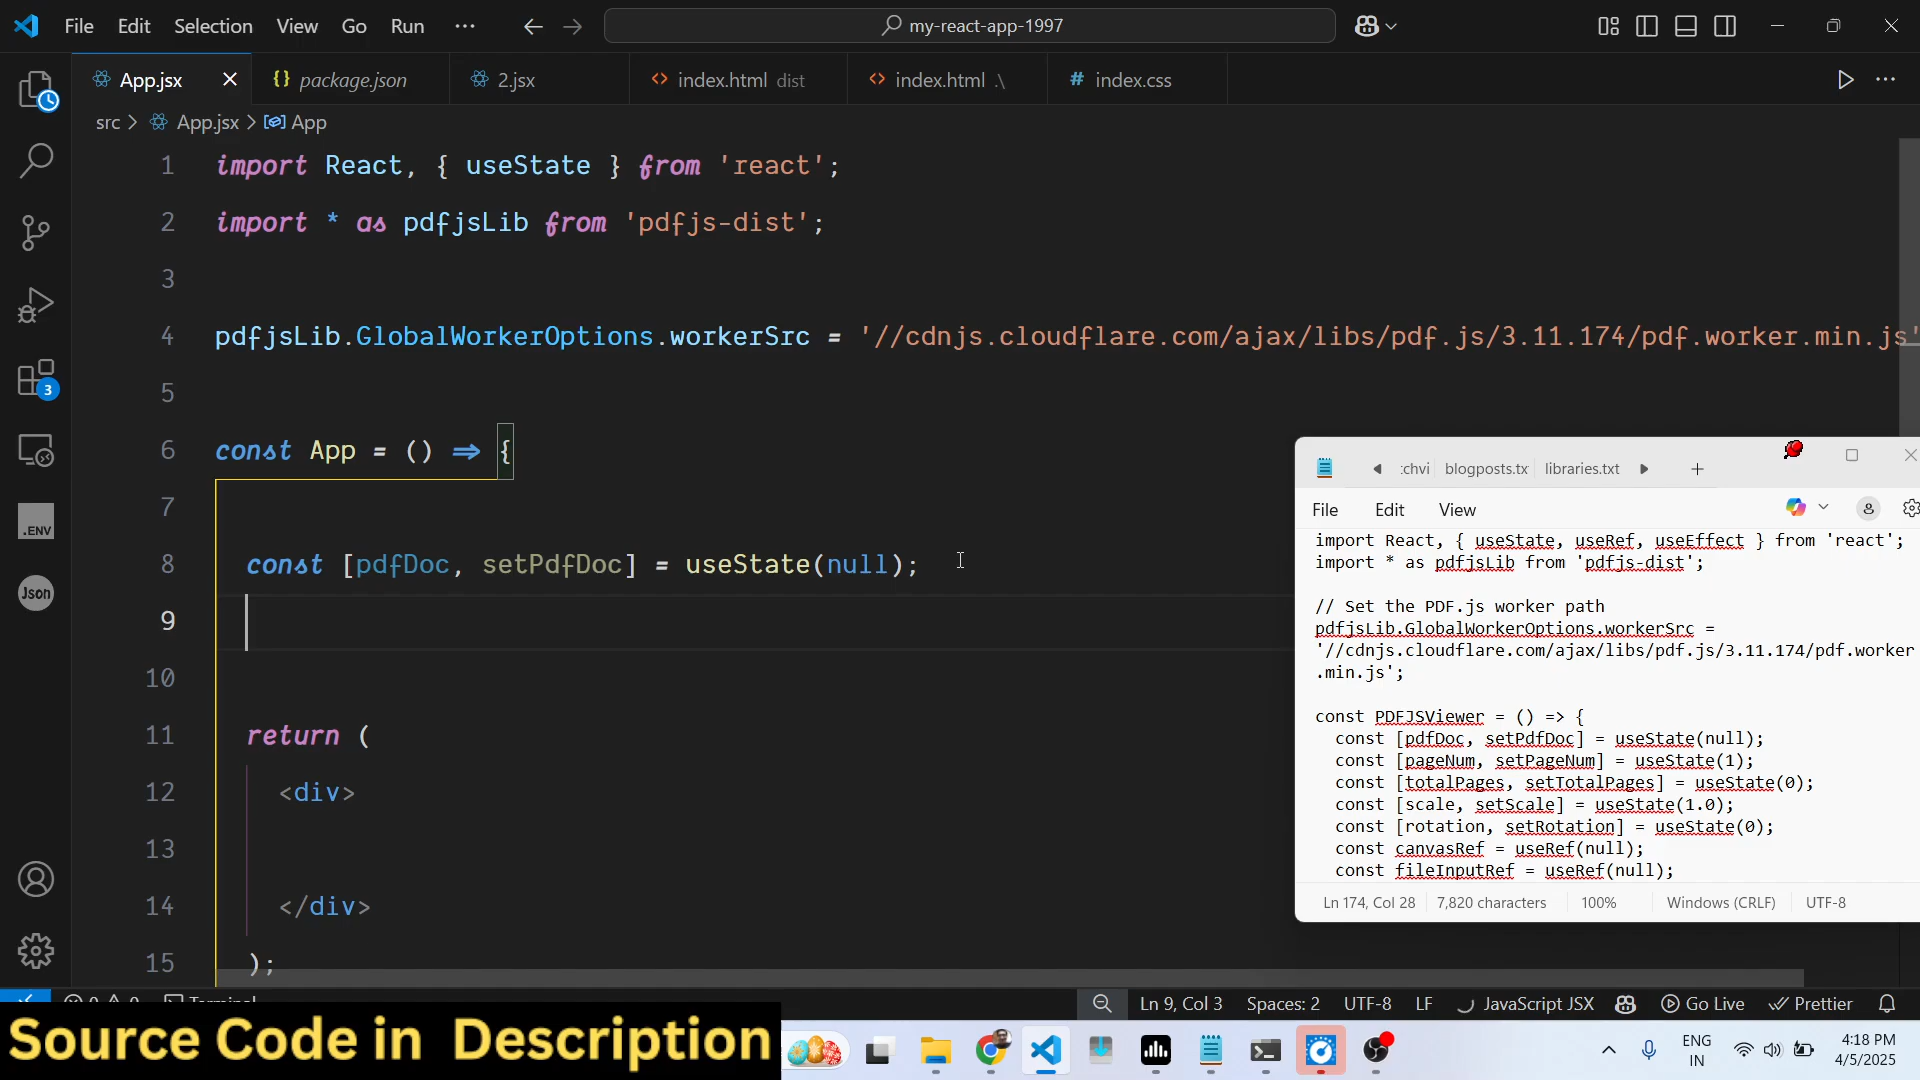 File Edit Selection View Go Run ···
my-react-app-1997
App.jsx
{} package.json
2.jsx
<> index.html dist
<> index.html .\
# index.css
src > App.jsx > App
1 import React, { useState } from 'react';
2 import * as pdfjsLib from 'pdfjs-dist';
3
4 pdfjsLib.GlobalWorkerOptions.workerSrc = '//cdnjs.cloudflare.com/ajax/libs/pdf.js/3.11.174/pdf.worker.min.js'
5
6 const App = () => {
7
8 const [pdfDoc, setPdfDoc] = useState(null);
9
10
11 return (
12 <div>
13
14 </div>
15 );
3
.ENV
Json
:chvi blogposts.tx libraries.txt +
File Edit View
import React, { useState, useRef, useEffect } from 'react';
import * as pdfjsLib from 'pdfjs-dist';
// Set the PDF.js worker path
pdfjsLib.GlobalWorkerOptions.workerSrc =
'//cdnjs.cloudflare.com/ajax/libs/pdf.js/3.11.174/pdf.worker
.min.js';
const PDFJSViewer = () => {
const [pdfDoc, setPdfDoc] = useState(null);
const [pageNum, setPageNum] = useState(1);
const [totalPages, setTotalPages] = useState(0);
const [scale, setScale] = useState(1.0);
const [rotation, setRotation] = useState(0);
const canvasRef = useRef(null);
const fileInputRef = useRef(null);
Ln 174, Col 28 7,820 characters 100% Windows (CRLF) UTF-8
Ln 9, Col 3 Spaces: 2 UTF-8 LF JavaScript JSX Go Live Prettier
Source Code in Description
ENG
IN
4:18 PM
4/5/2025